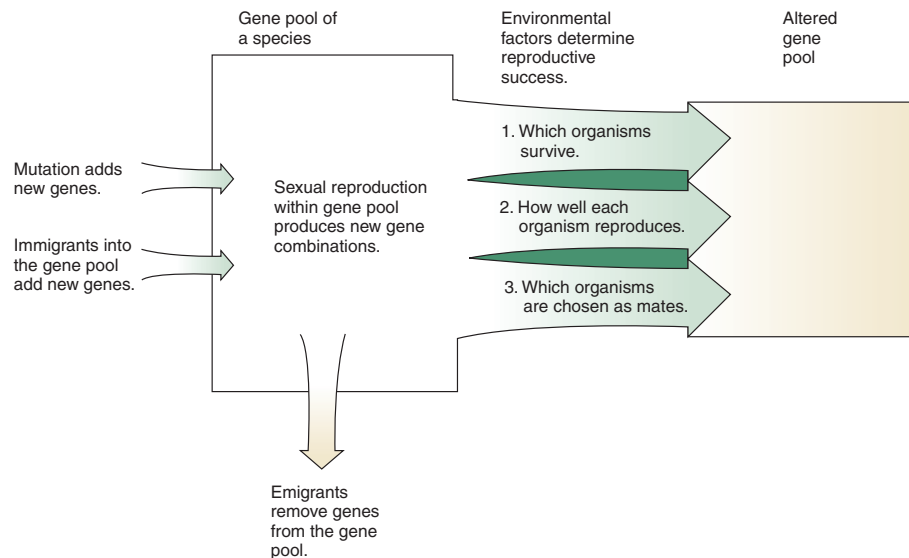 Gene pool of
a species
Environmental
factors determine
reproductive
success.
Altered
gene
pool
Mutation adds
new genes.
Immigrants into
the gene pool
add new genes.
Sexual reproduction
within gene pool
produces new gene
combinations.
1. Which organisms
survive.
2. How well each
organism reproduces.
3. Which organisms
are chosen as mates.
Emigrants
remove genes
from the gene
pool.